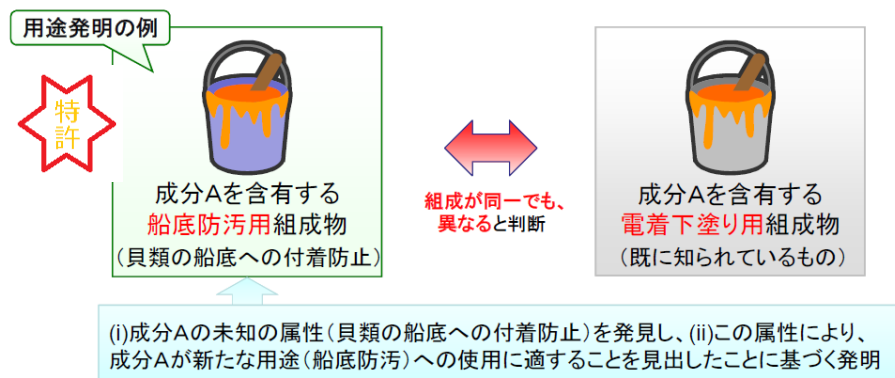 用途発明の例
特
許
成分Aを含有する
船底防汚用組成物
(貝類の船底への付着防止)
組成が同一でも、
異なると判断
成分Aを含有する
電着下塗り用組成物
(既に知られているもの)
(i)成分Aの未知の属性(貝類の船底への付着防止)を発見し、(ii)この属性により、
成分Aが新たな用途(船底防汚)への使用に適することを見出したことに基づく発明